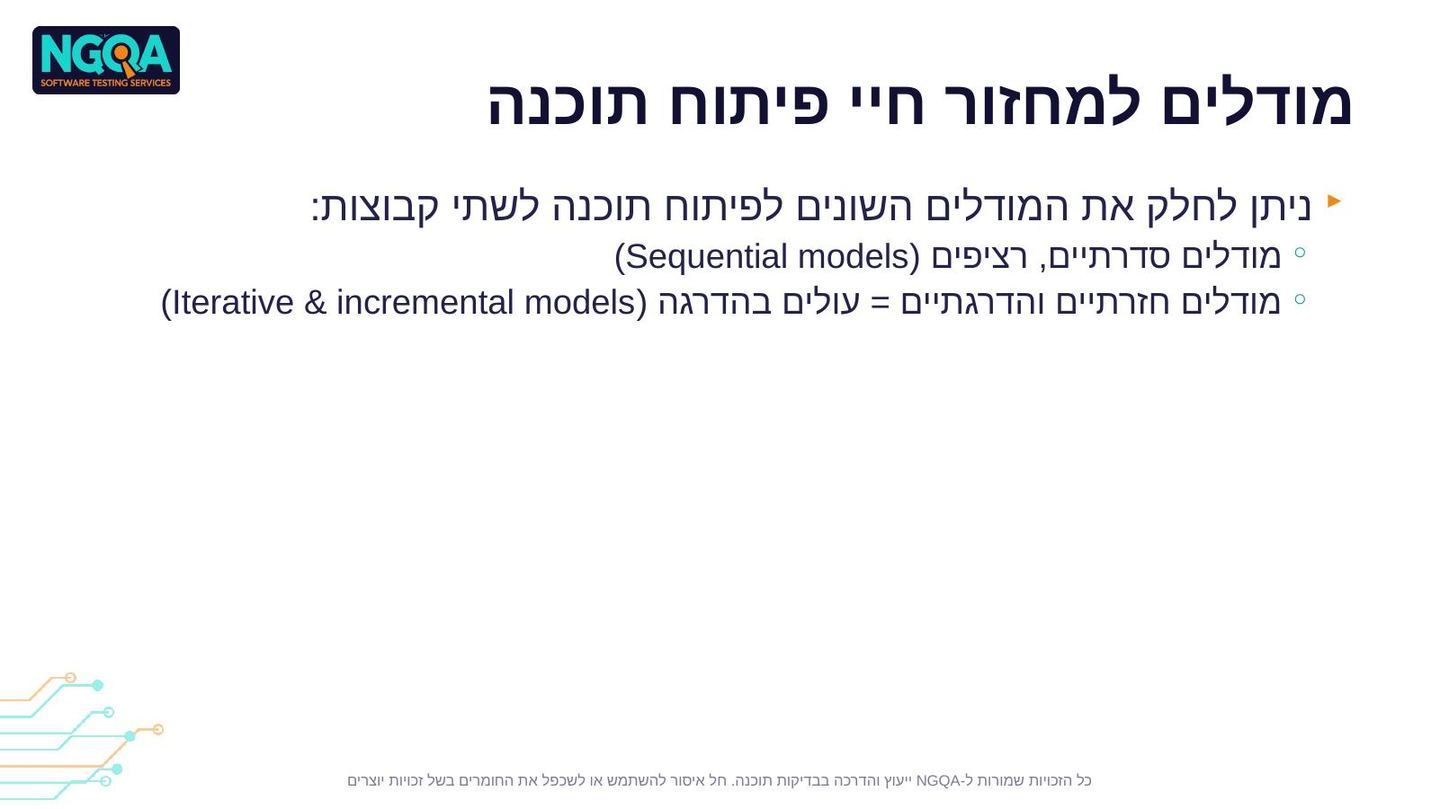 NGQA
SOFTWARE TESTING SERVICES
מודלים למחזור חיי פיתוח תוכנה
ניתן לחלק את המודלים השונים לפיתוח תוכנה לשתי קבוצות:
מודלים סדרתיים, רציפים (Sequential models)
מודלים חזרתיים והדרגתיים = עולים בהדרגה (Iterative & incremental models)
כל הזכויות שמורות ל-NGQA ייעוץ והדרכה בבדיקות תוכנה. חל איסור להשתמש או לשכפל את החומרים בשל זכויות יוצרים